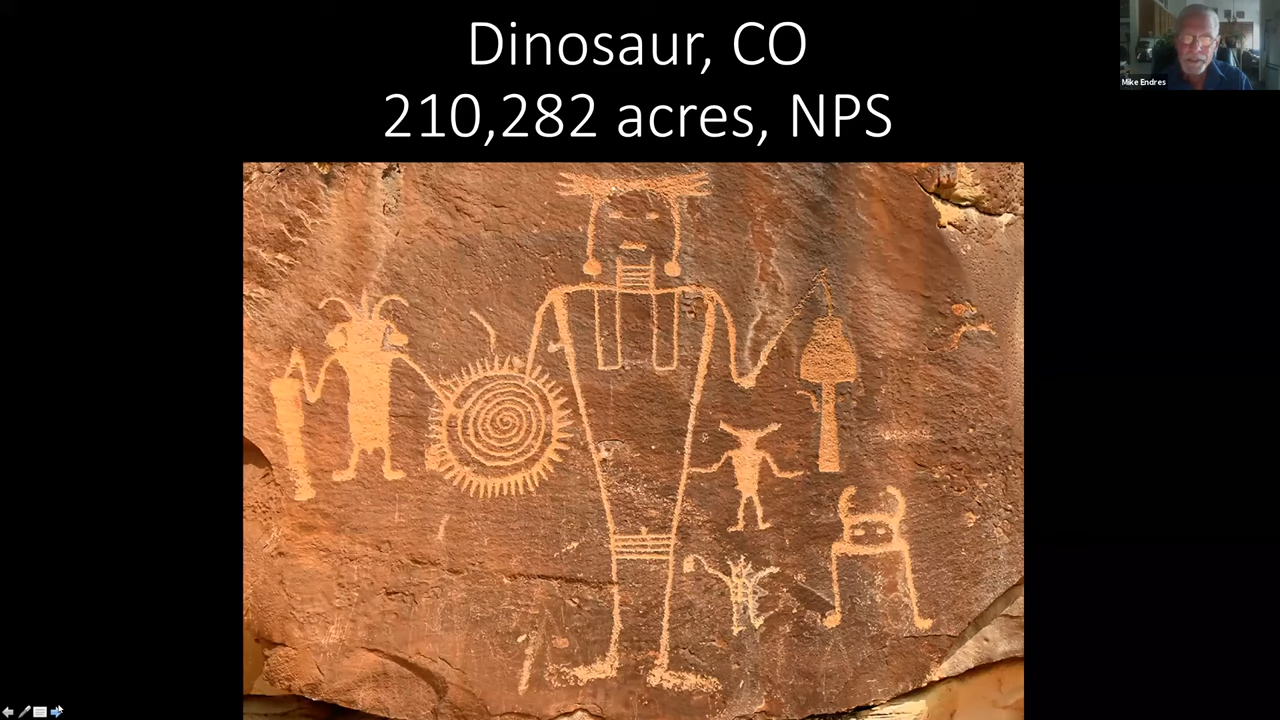 Dinosaur, CO
210,282 acres, NPS
Mike Endres